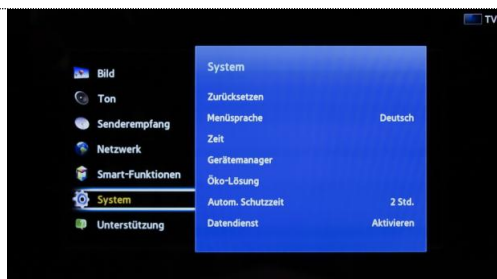 TV
Bild
Ton
Senderempfang
Netzwerk
Smart-Funktionen
System
Unterstützung
System
Zurücksetzen
Menüsprache Deutsch
Zeit
Gerätemanager
Öko-Lösung
Autom. Schutzzeit 2 Std.
Datendienst Aktivieren